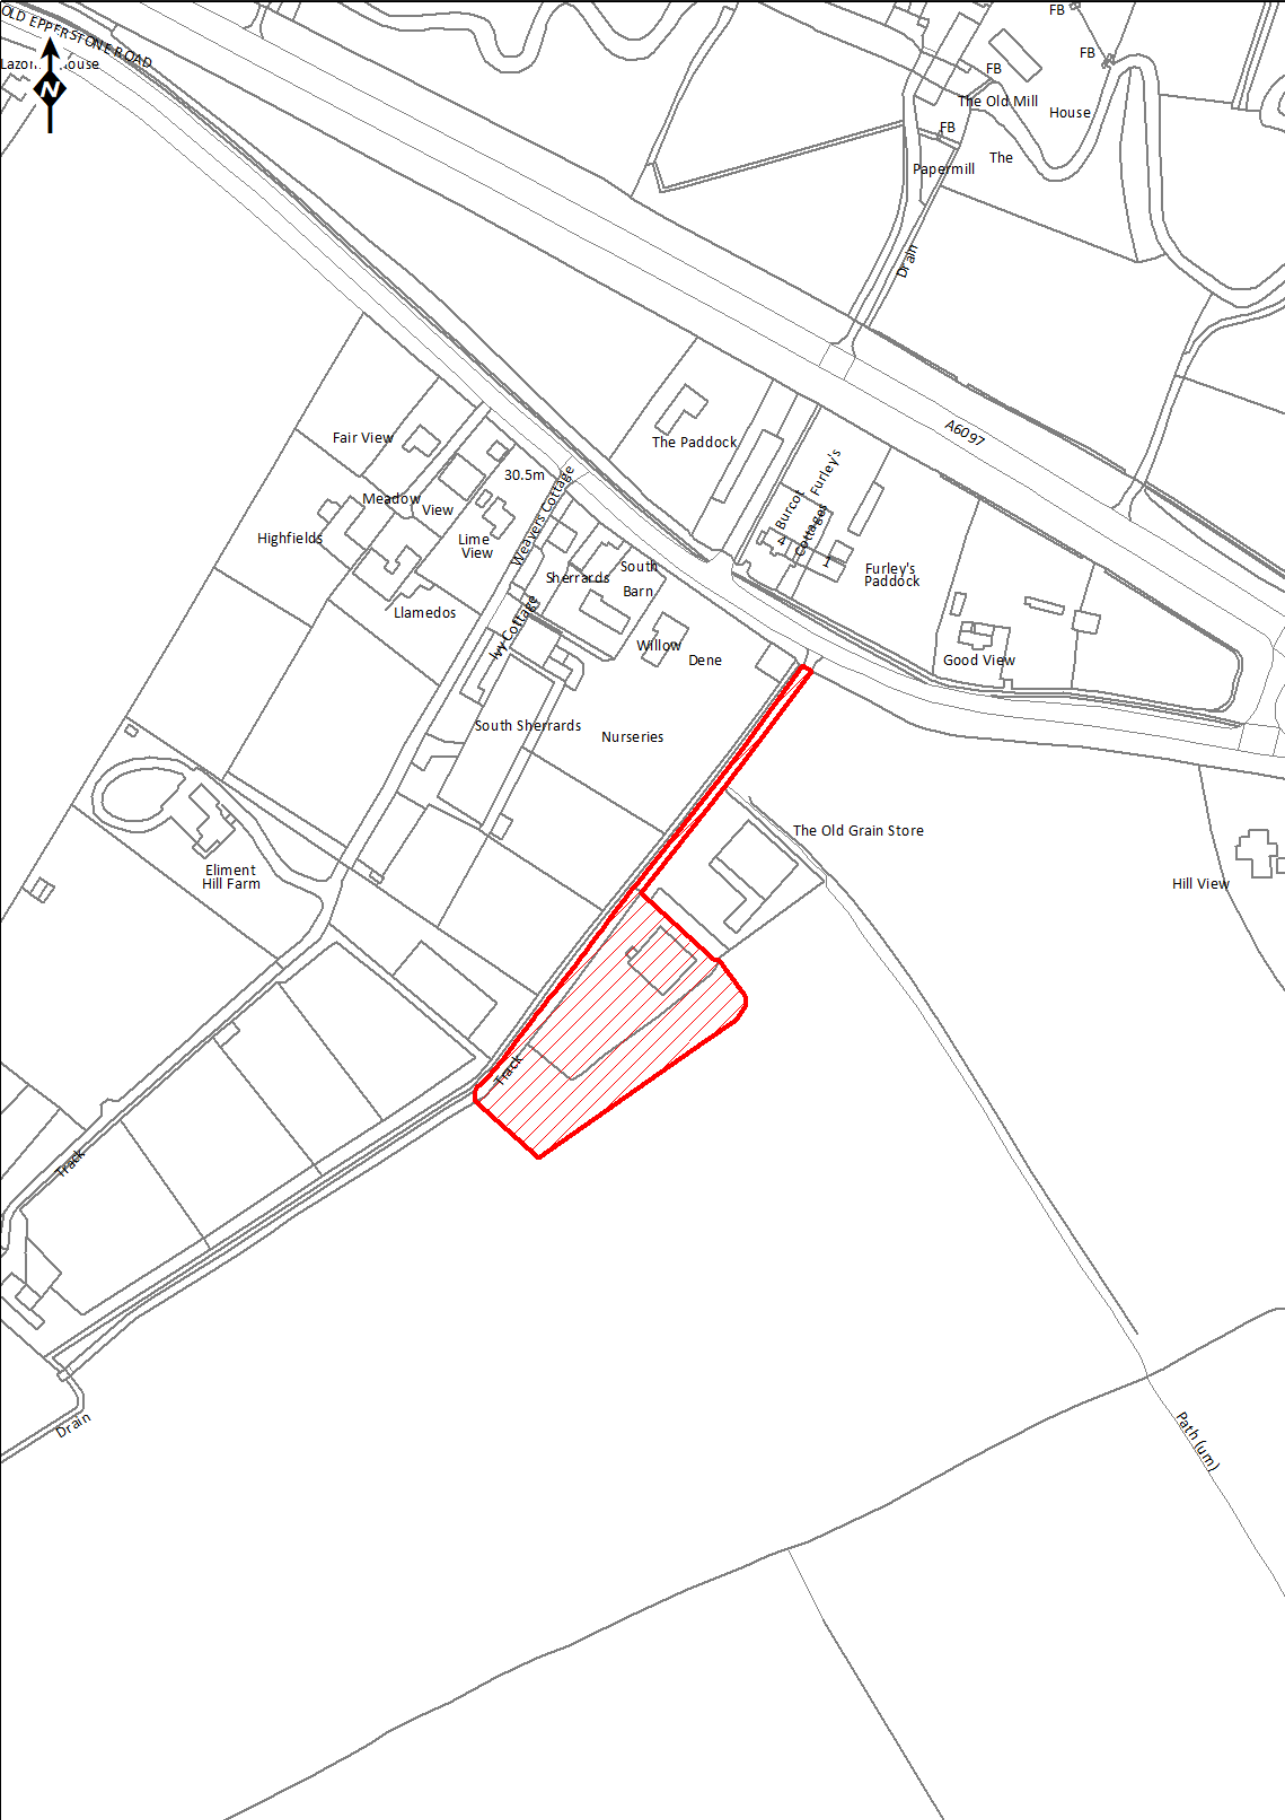 OLD EPPERSTONE ROAD
FB
FB
FB
The Old Mill
House
FB
The
Papermill
N
Drain
A6097
Fair View
The Paddock
30.5m
Meadow
View
Highfields
Lime
View
Weavers Cottage
Burcot
Cottages
Furley's
4
1
Furley's
Paddock
South
Barn
Sherrards
Llamedos
Ivy Cottage
Willow
Dene
Good View
South Sherrards
Nurseries
The Old Grain Store
Eliment
Hill Farm
Hill View
Track
Track
Drain
Path (um)